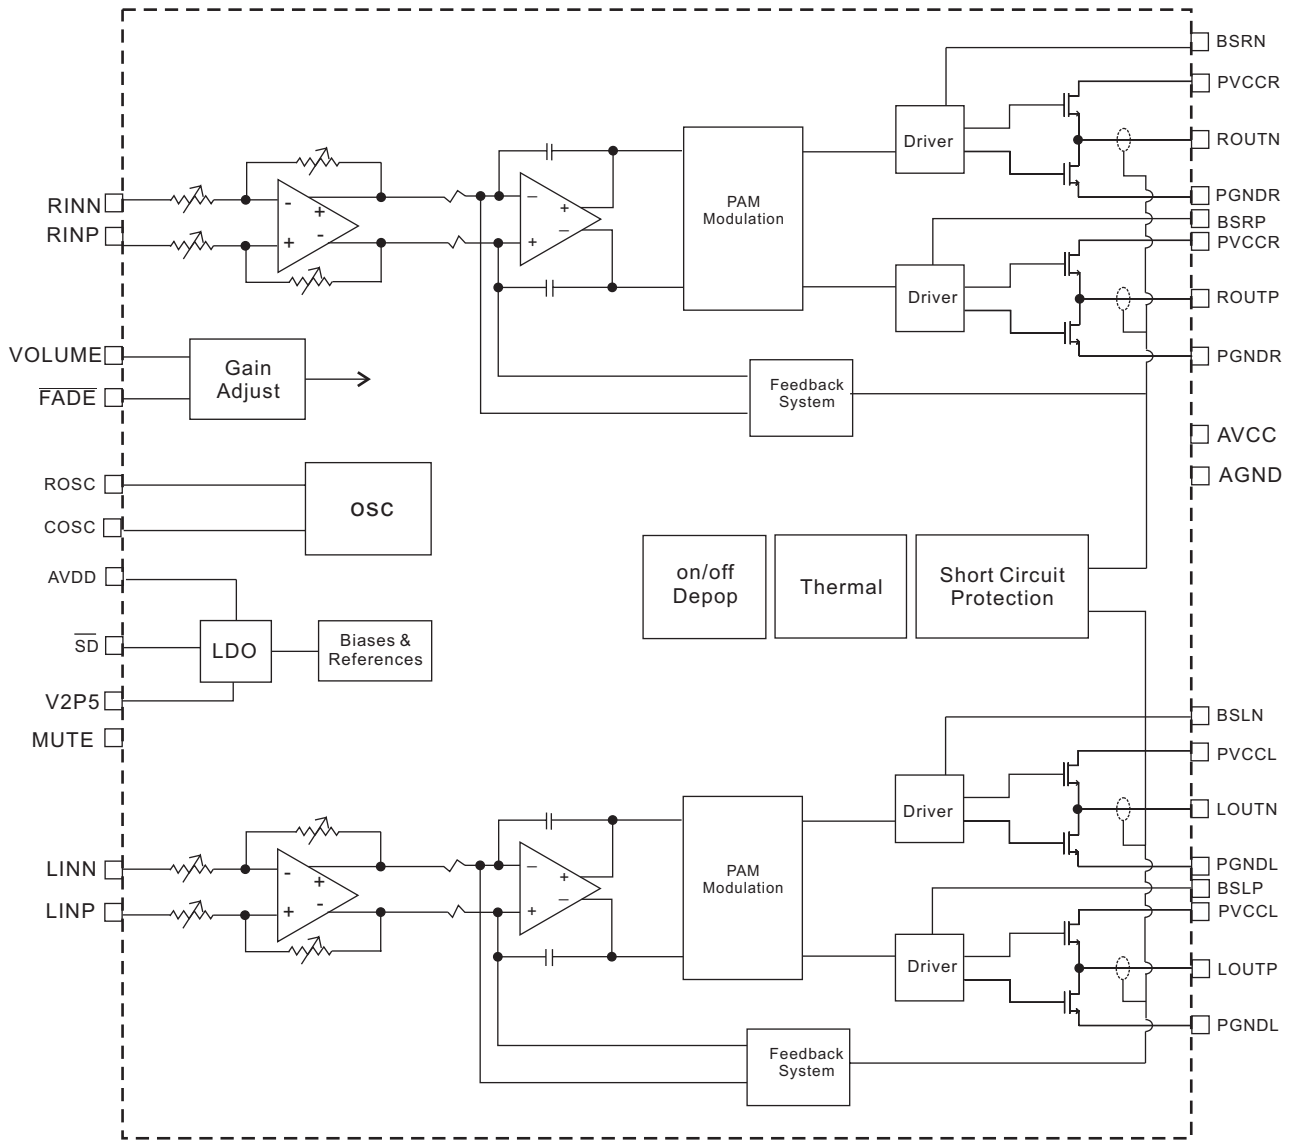 BSRN
PVCCR
Driver
ROUTN
RINN
RINP
-
+
+
-
–
+
+
–
PAM
Modulation
PGNDR
BSRP
PVCCR
Driver
ROUTP
VOLUME
FADE
Gain
Adjust
PGNDR
Feedback
System
AVCC
AGND
ROSC
COSC
OSC
AVDD
SD
V2P5
LDO
Biases &
References
on/off
Depop
Thermal
Short Circuit
Protection
MUTE
BSLN
PVCCL
Driver
LOUTN
LINN
LINP
-
+
+
-
–
+
+
–
PAM
Modulation
PGNDL
BSLP
PVCCL
Driver
LOUTP
PGNDL
Feedback
System